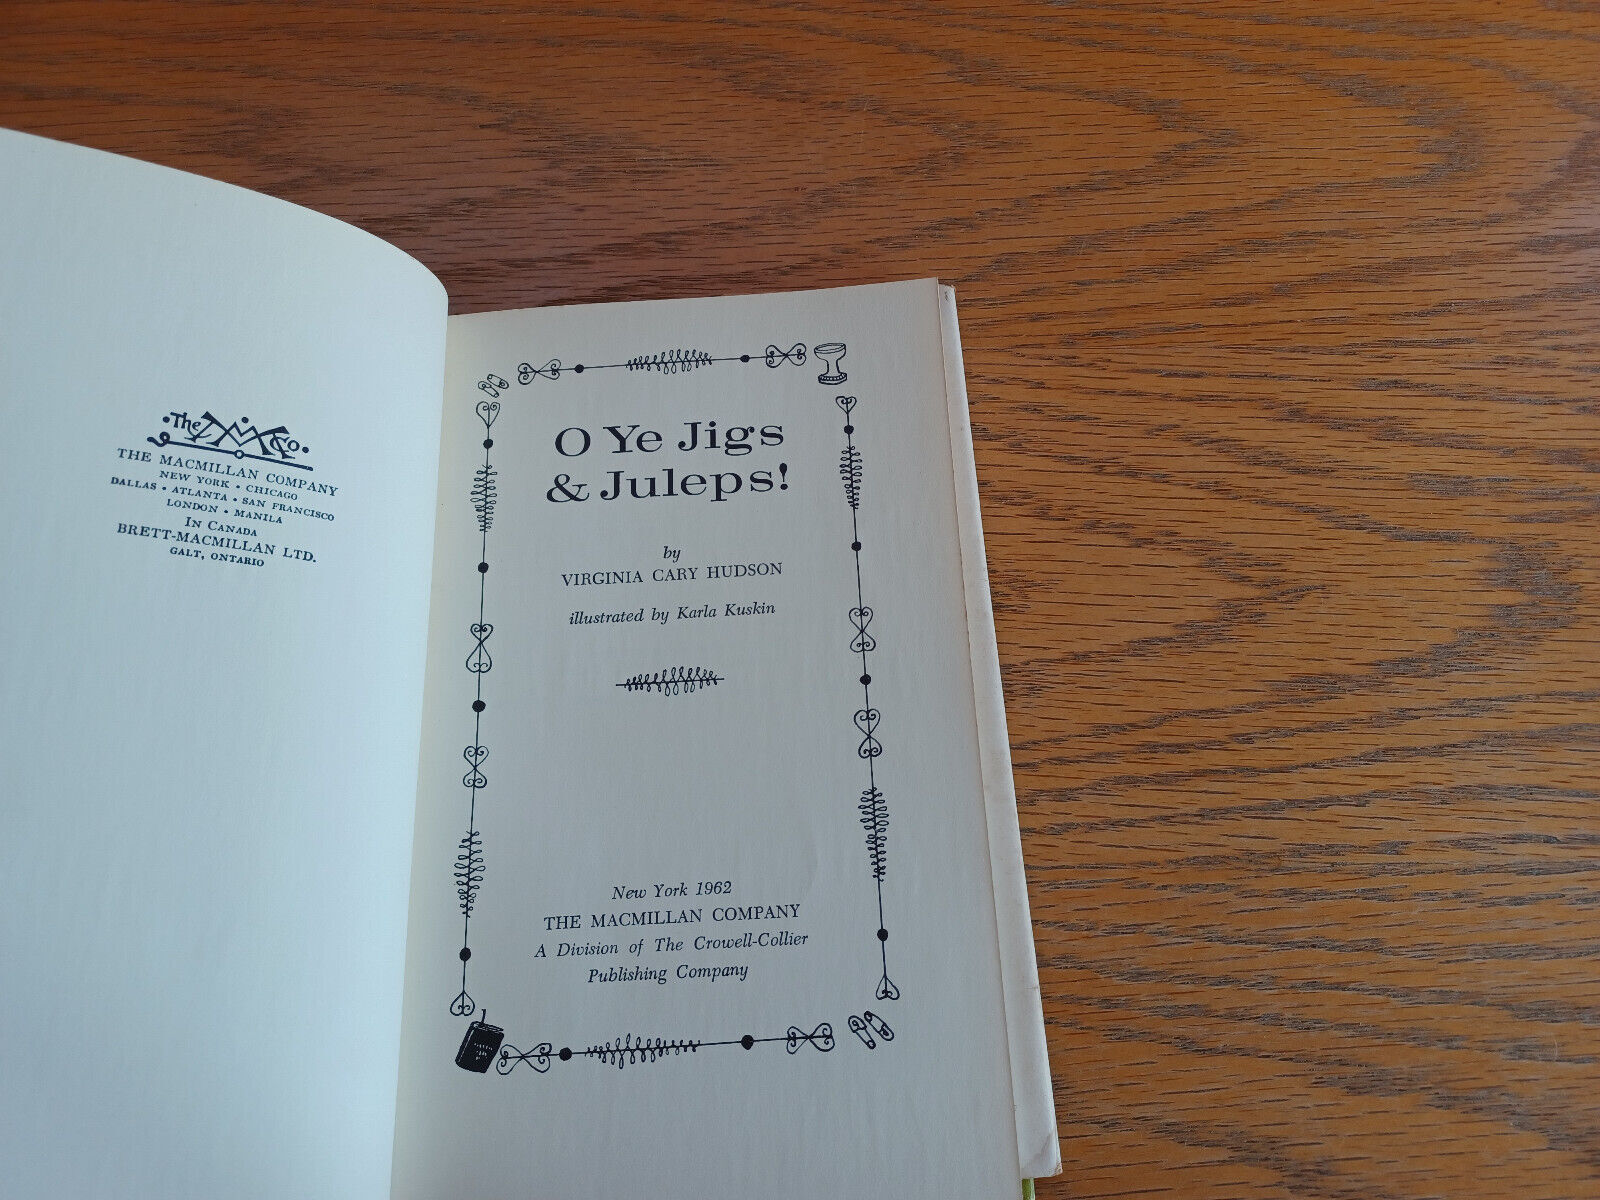 The M Co.
THE MACMILLAN COMPANY
NEW YORK • CHICAGO
DALLAS • ATLANTA • SAN FRANCISCO
LONDON • MANILA
In Canada
BRETT-MACMILLAN LTD.
GALT, ONTARIO
O Ye Jigs
& Juleps!
by
VIRGINIA CARY HUDSON
illustrated by Karla Kuskin
New York 1962
THE MACMILLAN COMPANY
A Division of The Crowell-Collier
Publishing Company